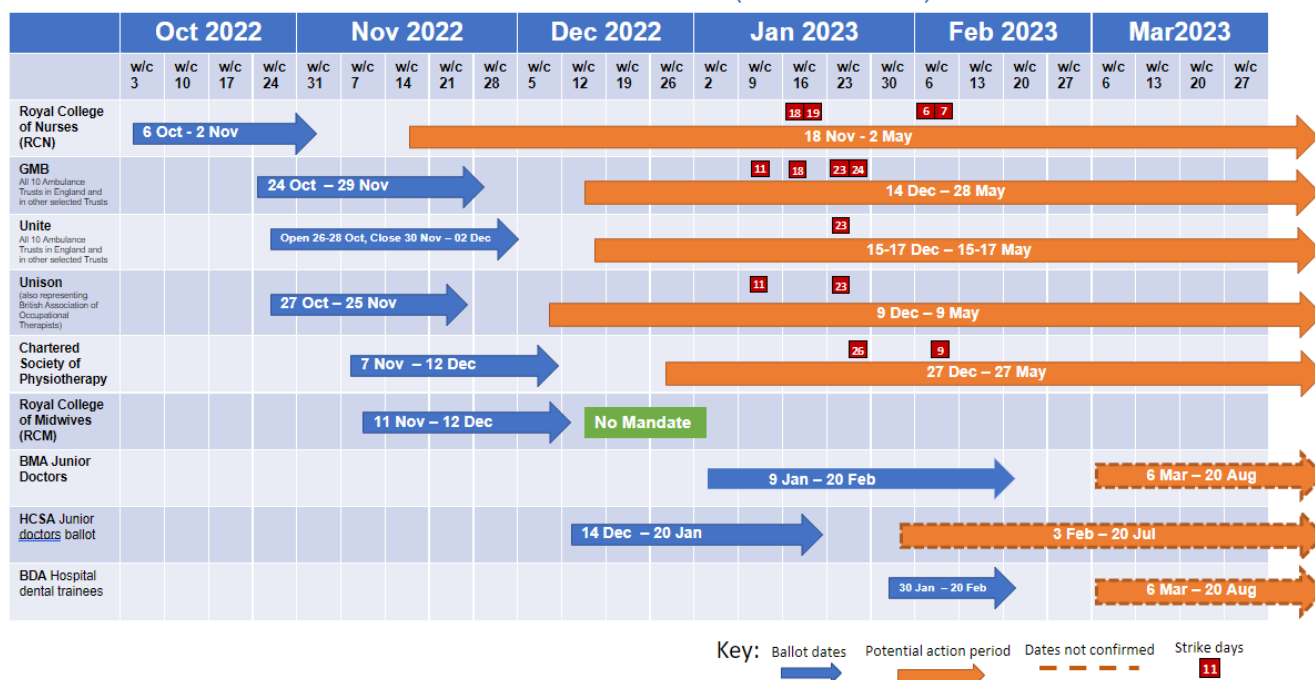 Oct 2022 Nov 2022 Dec 2022 Jan 2023 Feb 2023 Mar2023
w/c 3 w/c 10 w/c 17 w/c 24 w/c 31 w/c 7 w/c 14 w/c 21 w/c 28 w/c 5 w/c 12 w/c 19 w/c 26 w/c 2 w/c 9 w/c 16 w/c 23 w/c 30 w/c 6 w/c 13 w/c 20 w/c 27 w/c 6 w/c 13 w/c 20 w/c 27
Royal College
of Nurses
(RCN)
6 Oct - 2 Nov
18 19
6 7
18 Nov - 2 May
GMB
All 10 Ambulance
Trusts in England and
in other selected Trusts
24 Oct – 29 Nov
11
18
23 24
14 Dec – 28 May
Unite
All 10 Ambulance
Trusts in England and
in other selected Trusts
Open 26-28 Oct, Close 30 Nov – 02 Dec
23
15-17 Dec – 15-17 May
Unison
(also representing
British Association of
Occupational
Therapists)
27 Oct – 25 Nov
11
23
9 Dec – 9 May
Chartered
Society of
Physiotherapy
7 Nov – 12 Dec
26
9
27 Dec – 27 May
Royal College
of Midwives
(RCM)
11 Nov – 12 Dec
No Mandate
BMA Junior
Doctors
9 Jan – 20 Feb
6 Mar – 20 Aug
HCSA Junior
doctors ballot
14 Dec – 20 Jan
3 Feb – 20 Jul
BDA Hospital
dental trainees
30 Jan – 20 Feb
6 Mar – 20 Aug
Key: Ballot dates Potential action period Dates not confirmed Strike days
11